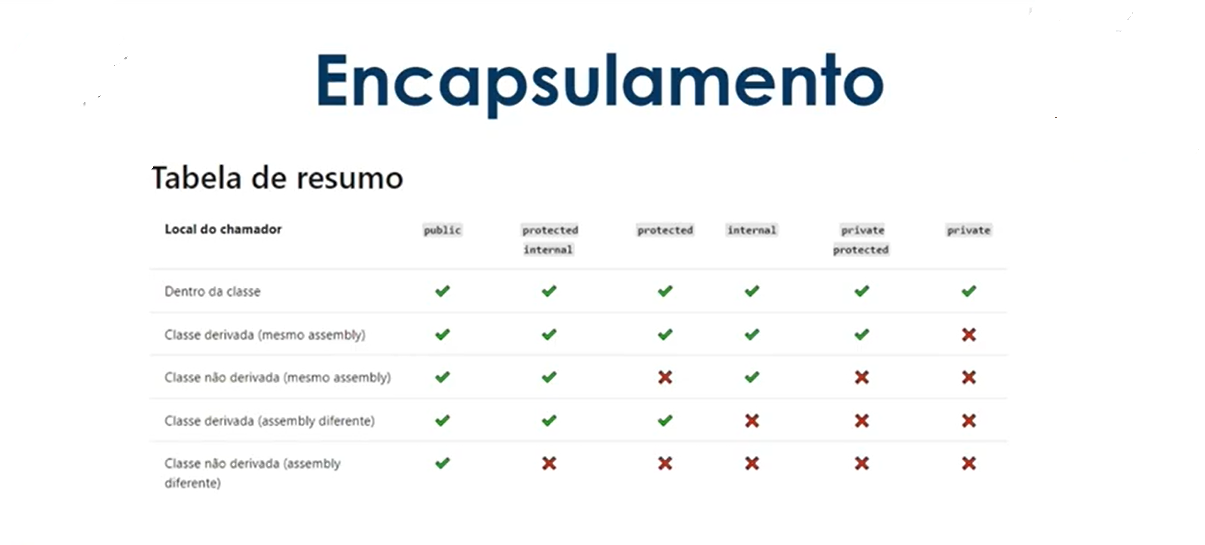 Encapsulamento
Tabela de resumo
Local do chamador public protected internal protected internal private protected private
Dentro da classe ✔ ✔ ✔ ✔ ✔ ✔
Classe derivada (mesmo assembly) ✔ ✔ ✔ ✔ ✔ ✖
Classe não derivada (mesmo assembly) ✔ ✔ ✖ ✔ ✖ ✖
Classe derivada (assembly diferente) ✔ ✔ ✔ ✖ ✖ ✖
Classe não derivada (assembly
diferente) ✔ ✖ ✖ ✖ ✖ ✖